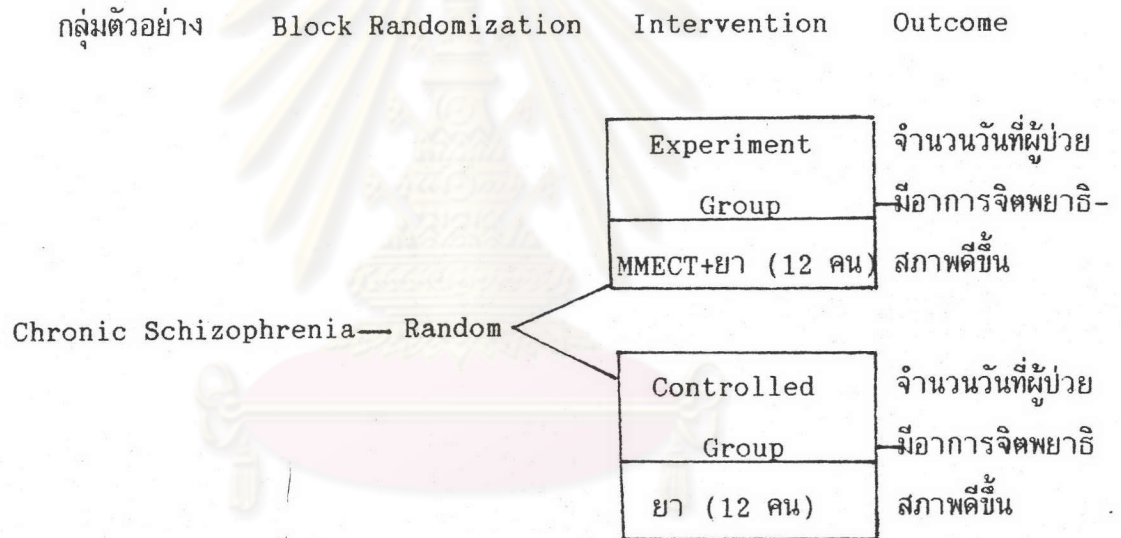 กลุ่มตัวอย่าง Block Randomization Intervention Outcome
Experiment จำนวนวันที่ผู้ป่วย
Group มีอาการจิตพยาธิ-
MMECT+ยา (12 คน) สภาพดีขึ้น
Chronic Schizophrenia — Random
Controlled จำนวนวันที่ผู้ป่วย
Group มีอาการจิตพยาธิ
ยา (12 คน) สภาพดีขึ้น